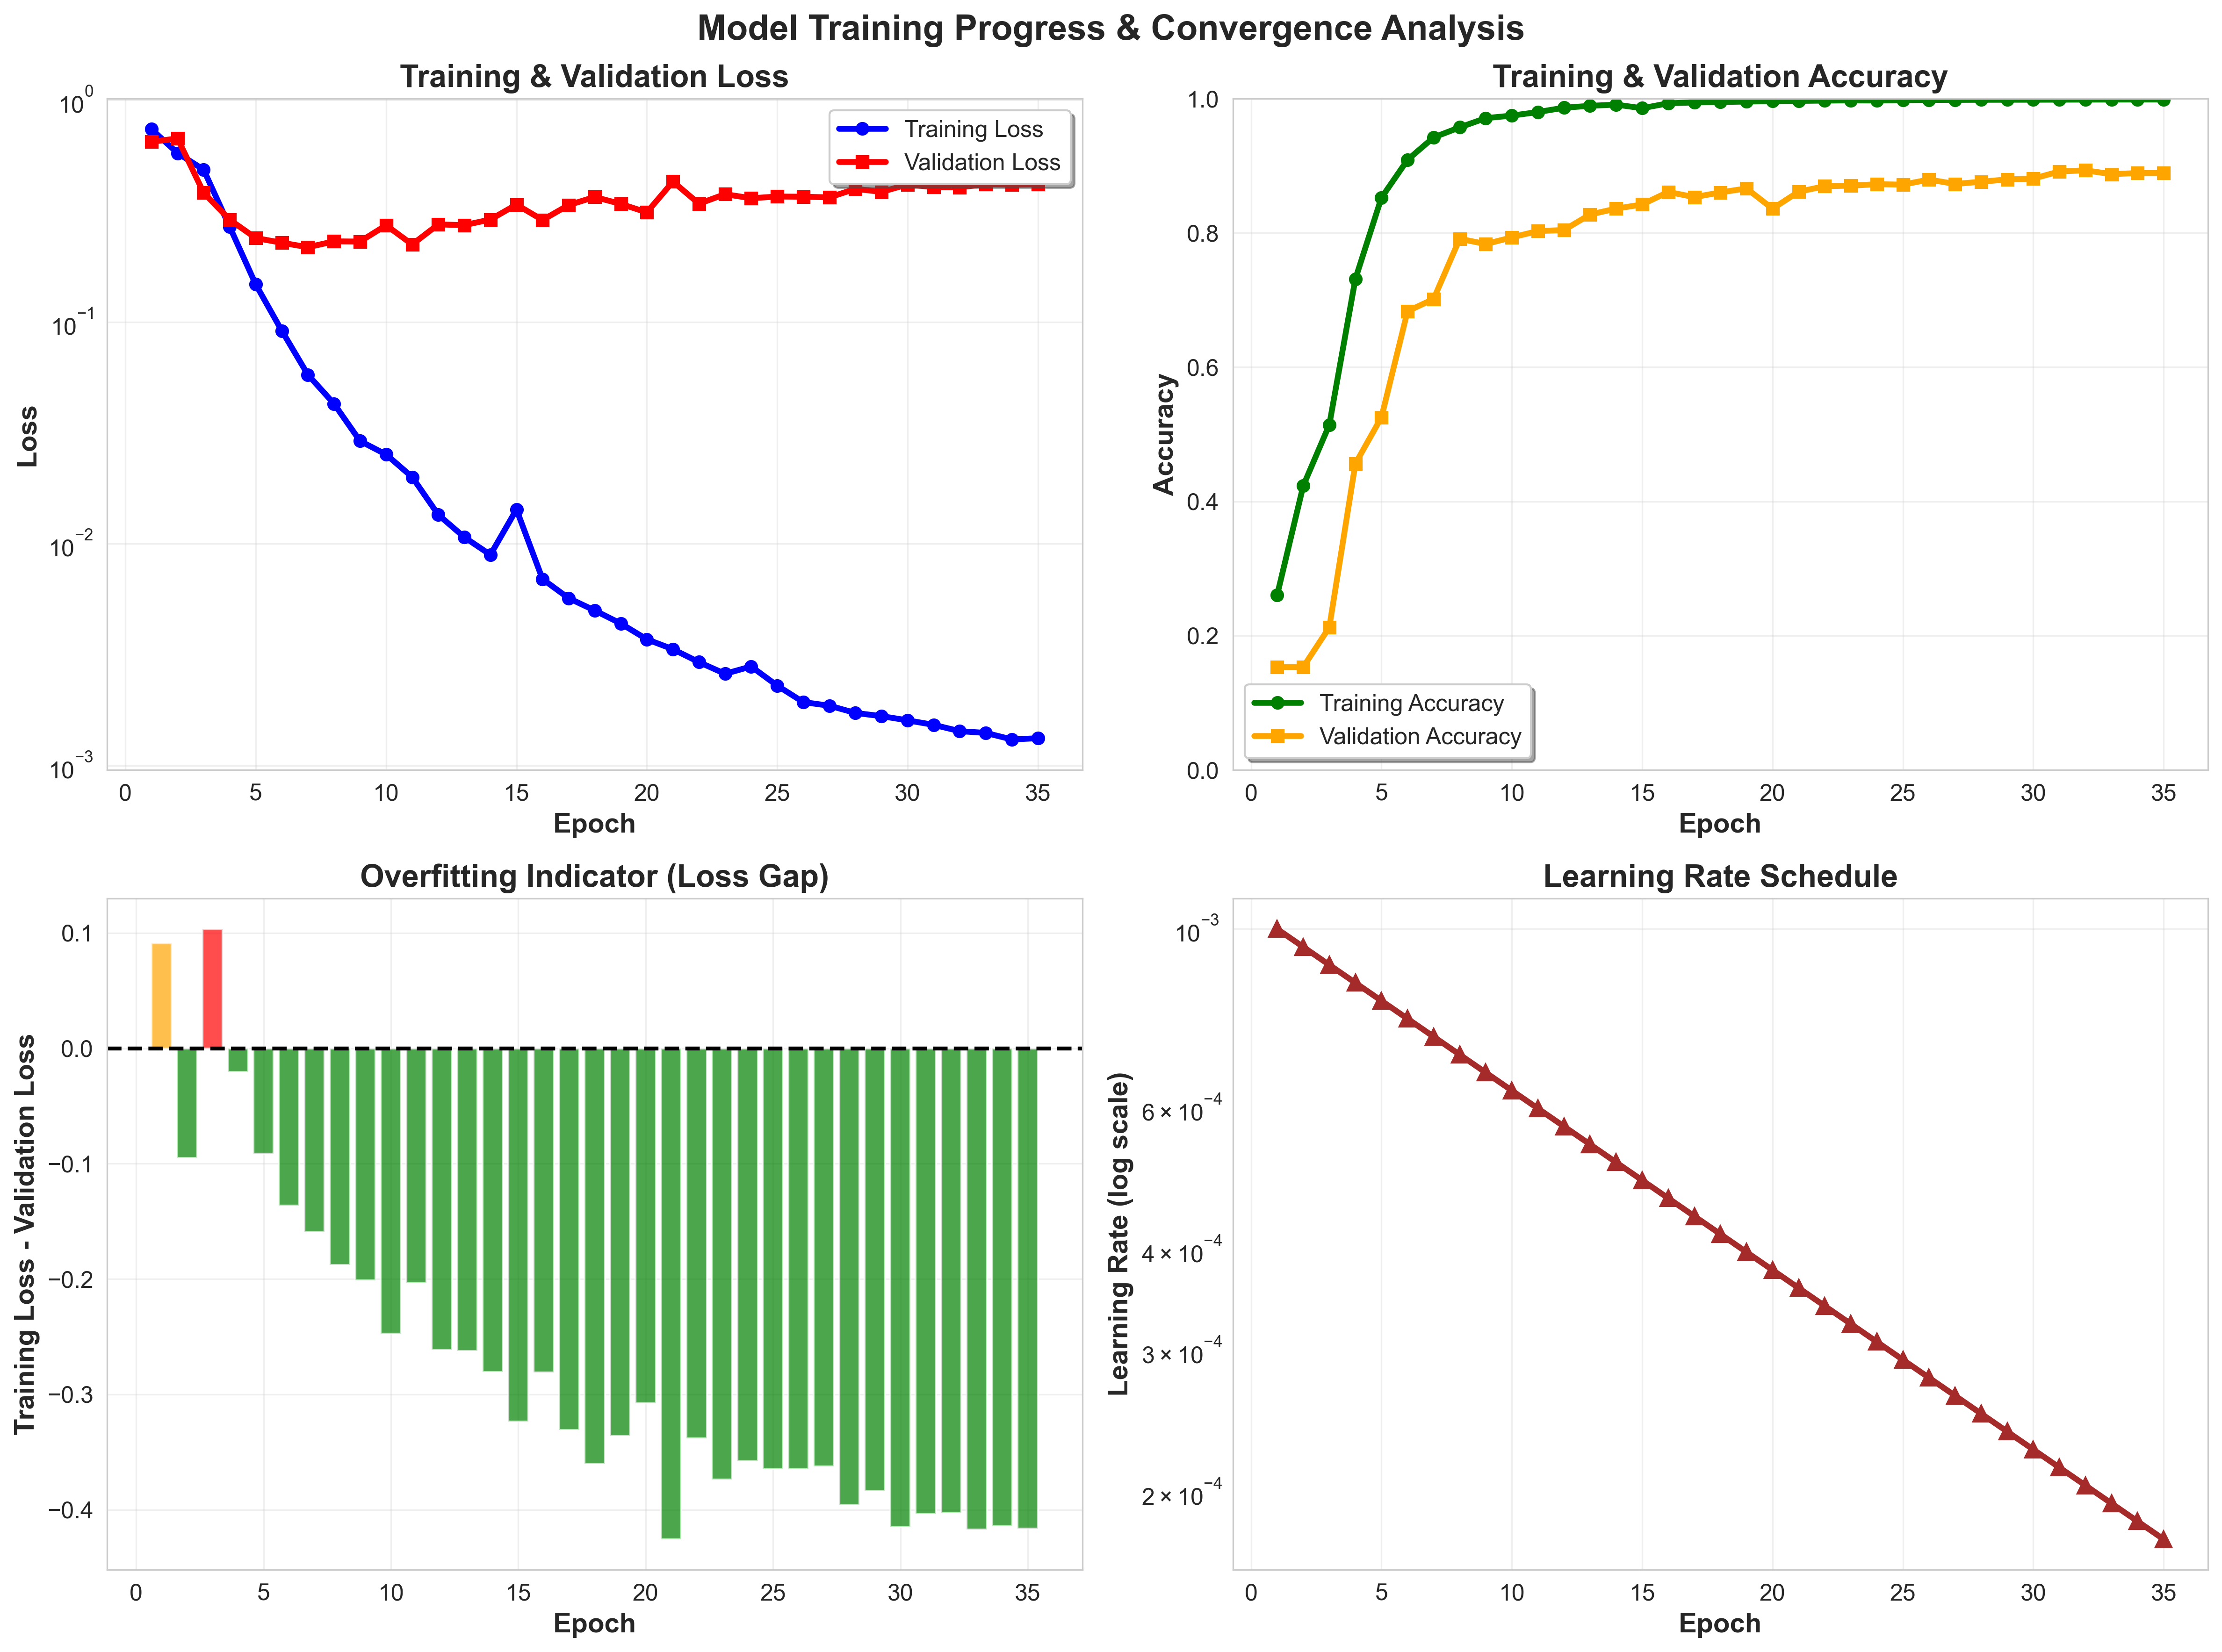 Model Training Progress & Convergence Analysis
Training & Validation Loss
10⁰
10⁻¹
10⁻²
10⁻³
Loss
Training Loss
Validation Loss
0 5 10 15 20 25 30 35
Epoch
Training & Validation Accuracy
1.0
0.8
0.6
0.4
0.2
0.0
Accuracy
Training Accuracy
Validation Accuracy
0 5 10 15 20 25 30 35
Epoch
Overfitting Indicator (Loss Gap)
0.1
0.0
−0.1
−0.2
−0.3
−0.4
Training Loss - Validation Loss
0 5 10 15 20 25 30 35
Epoch
Learning Rate Schedule
10⁻³
6 × 10⁻⁴
4 × 10⁻⁴
3 × 10⁻⁴
2 × 10⁻⁴
Learning Rate (log scale)
0 5 10 15 20 25 30 35
Epoch